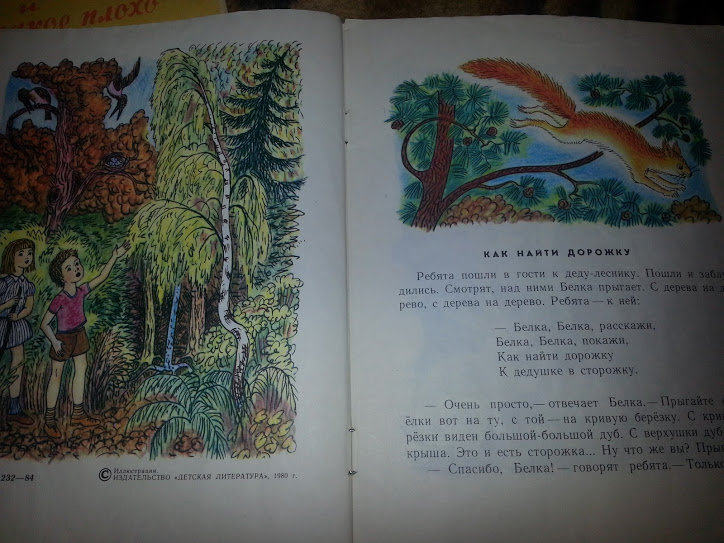 и
плохо
232—84
© Иллюстрации.
ИЗДАТЕЛЬСТВО «ДЕТСКАЯ ЛИТЕРАТУРА», 1980 г.
КАК НАЙТИ ДОРОЖКУ
Ребята пошли в гости к деду-леснику. Пошли и забл
дились. Смотрят, над ними Белка прыгает. С дерева на д
рево, с дерева на дерево. Ребята — к ней:
— Белка, Белка, расскажи,
Белка, Белка, покажи,
Как найти дорожку
К дедушке в сторожку.
— Очень просто,— отвечает Белка.— Прыгайте
ёлки вот на ту, с той — на кривую берёзку. С кри
рёзки виден большой-большой дуб. С верхушки дуб
крыша. Это и есть сторожка... Ну что же вы? Пры
— Спасибо, Белка! — говорят ребята.— Только